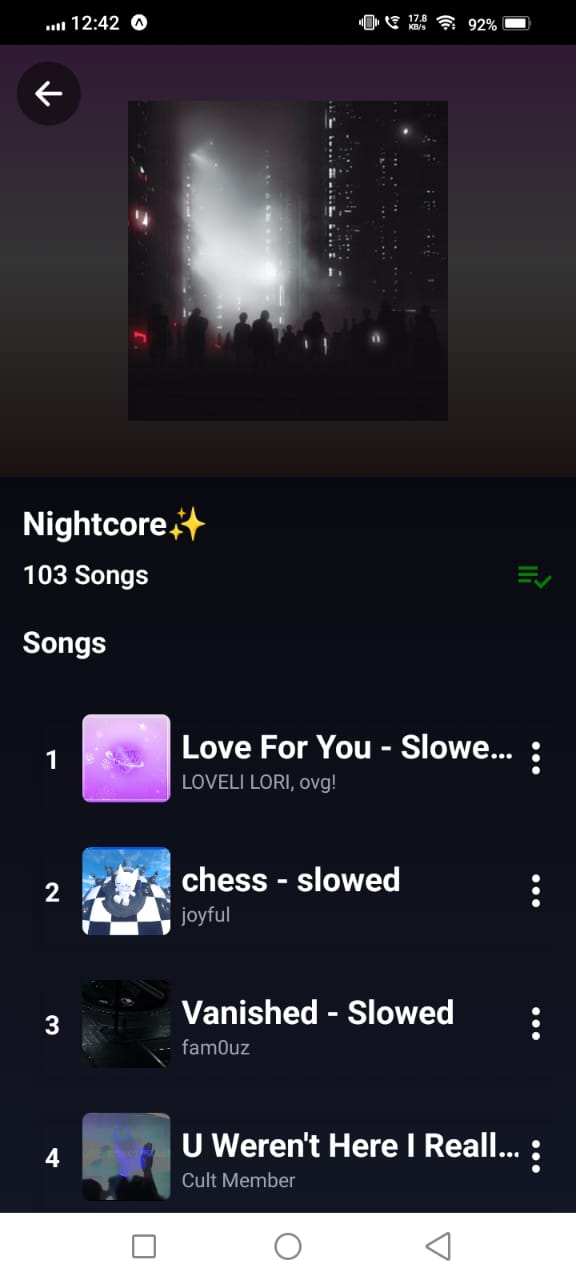 12:42
17.8
KB/s
92%
Nightcore✨
103 Songs
Songs
1
Love For You - Slowe...
LOVELI LORI, ovg!
2
chess - slowed
joyful
3
Vanished - Slowed
fam0uz
4
U Weren't Here I Reall...
Cult Member